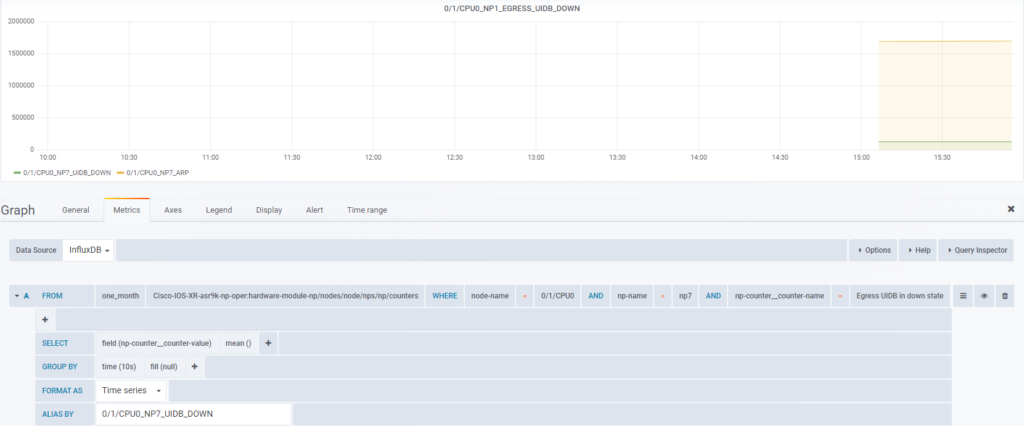 0/1/CPU0_NP1_EGRESS_UIDB_DOWN
2000000
1500000
1000000
500000
0
10:00 10:30 11:00 11:30 12:00 12:30 13:00 13:30 14:00 14:30 15:00 15:30
0/1/CPU0_NP7_UIDB_DOWN 0/1/CPU0_NP7_ARP
Graph General Metrics Axes Legend Display Alert Time range
Data Source InfluxDB Options Help Query Inspector
A FROM one_month Cisco-IOS-XR-asr9k-np-oper:hardware-module-np/nodes/node/nps/np/counters WHERE node-name = 0/1/CPU0 AND np-name = np7 AND np-counter__counter-name = Egress UIDB in down state
+
SELECT field (np-counter__counter-value) mean () +
GROUP BY time (10s) fill (null) +
FORMAT AS Time series
ALIAS BY 0/1/CPU0_NP7_UIDB_DOWN